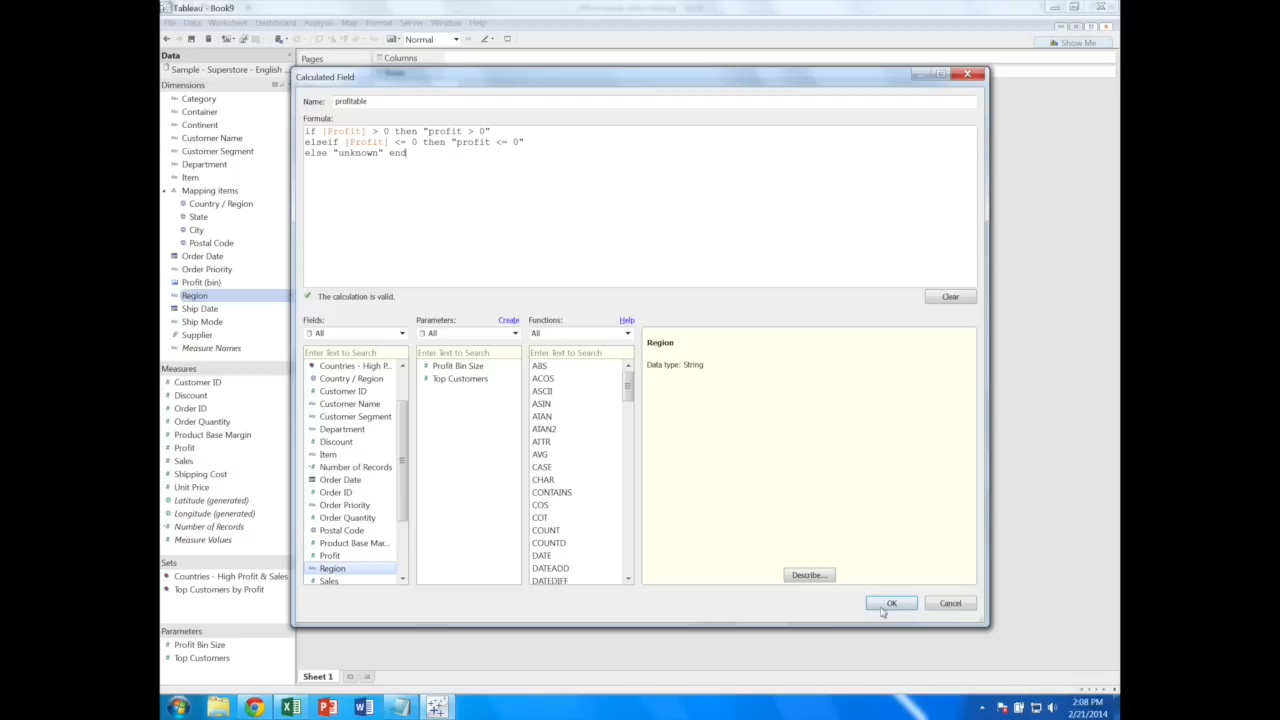 Tableau - Book9
File Data Worksheet Dashboard Analysis Map Format Server Window Help
Normal
Show Me
Data
Sample - Superstore - English ...
Dimensions
Category
Container
Continent
Customer Name
Customer Segment
Department
Item
Mapping items
Country / Region
State
City
Postal Code
Order Date
Order Priority
Profit (bin)
Region
Ship Date
Ship Mode
Supplier
Measure Names
Measures
Customer ID
Discount
Order ID
Order Quantity
Product Base Margin
Profit
Sales
Shipping Cost
Unit Price
Latitude (generated)
Longitude (generated)
Number of Records
Measure Values
Sets
Countries - High Profit & Sales
Top Customers by Profit
Parameters
Profit Bin Size
Top Customers
Pages
Columns
Calculated Field
Name: profitable
Formula:
if [Profit] > 0 then "profit > 0"
elseif [Profit] <= 0 then "profit <= 0"
else "unknown" end
The calculation is valid.
Clear
Fields:
All
Enter Text to Search
Countries - High P...
Country / Region
Customer ID
Customer Name
Customer Segment
Department
Discount
Item
Number of Records
Order Date
Order ID
Order Priority
Order Quantity
Postal Code
Product Base Mar...
Profit
Region
Sales
Parameters: Create
All
Enter Text to Search
Profit Bin Size
Top Customers
Functions: Help
All
Enter Text to Search
ABS
ACOS
ASCII
ASIN
ATAN
ATAN2
ATTR
AVG
CASE
CHAR
CONTAINS
COS
COT
COUNT
COUNTD
DATE
DATEADD
DATEDIFF
Region
Data type: String
Describe...
OK Cancel
Sheet 1
2:08 PM
2/21/2014